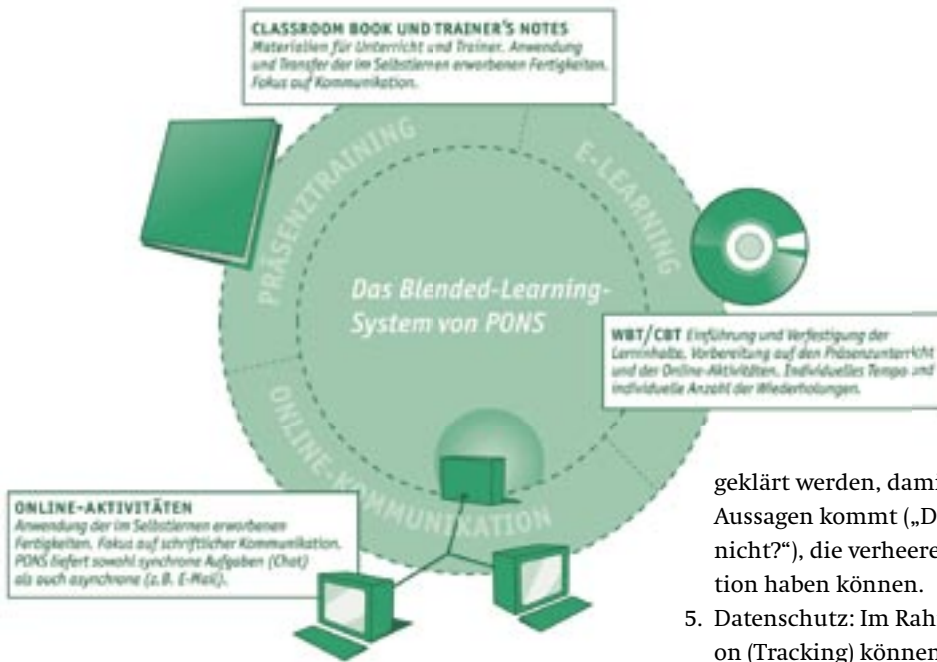 CLASSROOM BOOK UND TRAINER'S NOTES
Materialien für Unterricht und Trainer. Anwendung
und Transfer der im Selbstlernen erworbenen Fertigkeiten.
Fokus auf Kommunikation.
PRÄSENZTRAINING
E-LEARNING
Das Blended-Learning-
System von PONS
WBT/CBT Einführung und Verfestigung der
Lerninhalte, Vorbereitung auf den Präsenzunterricht
und der Online-Aktivitäten. Individuelles Tempo und
individuelle Anzahl der Wiederholungen.
ONLINE-KOMMUNIKATION
ONLINE-AKTIVITÄTEN
Anwendung der im Selbstlernen erworbenen
Fertigkeiten. Fokus auf schriftlicher Kommunikation.
PONS liefert sowohl synchrone Aufgaben (Chat)
als auch asynchrone (z.B. E-Mail).
geklärt werden, dami
Aussagen kommt („D
nicht?“), die verheere
tion haben können.
5. Datenschutz: Im Rah
on (Tracking) können